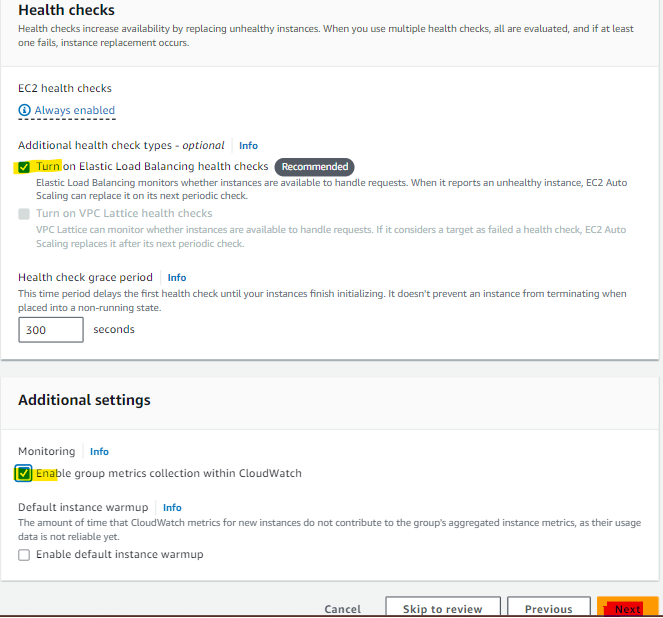 Health checks
Health checks increase availability by replacing unhealthy instances. When you use multiple health checks, all are evaluated, and if at least
one fails, instance replacement occurs.
EC2 health checks
Always enabled
Additional health check types - optional Info
Turn on Elastic Load Balancing health checks Recommended
Elastic Load Balancing monitors whether instances are available to handle requests. When it reports an unhealthy instance, EC2 Auto
Scaling can replace it on its next periodic check.
Turn on VPC Lattice health checks
VPC Lattice can monitor whether instances are available to handle requests. If it considers a target as failed a health check, EC2 Auto
Scaling replaces it after its next periodic check.
Health check grace period Info
This time period delays the first health check until your instances finish initializing. It doesn't prevent an instance from terminating when
placed into a non-running state.
300 seconds
Additional settings
Monitoring Info
Enable group metrics collection within CloudWatch
Default instance warmup Info
The amount of time that CloudWatch metrics for new instances do not contribute to the group's aggregated instance metrics, as their usage
data is not reliable yet.
Enable default instance warmup
Cancel Skip to review Previous Next